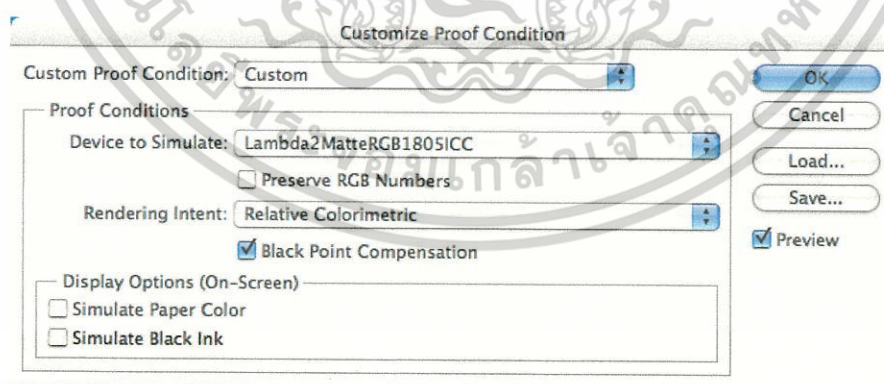 Customize Proof Condition
Custom Proof Condition: Custom
OK
Proof Conditions
Cancel
Device to Simulate: Lambda2MatteRGB1805ICC
Load...
Preserve RGB Numbers
Save...
Rendering Intent: Relative Colorimetric
Preview
Black Point Compensation
Display Options (On-Screen)
Simulate Paper Color
Simulate Black Ink